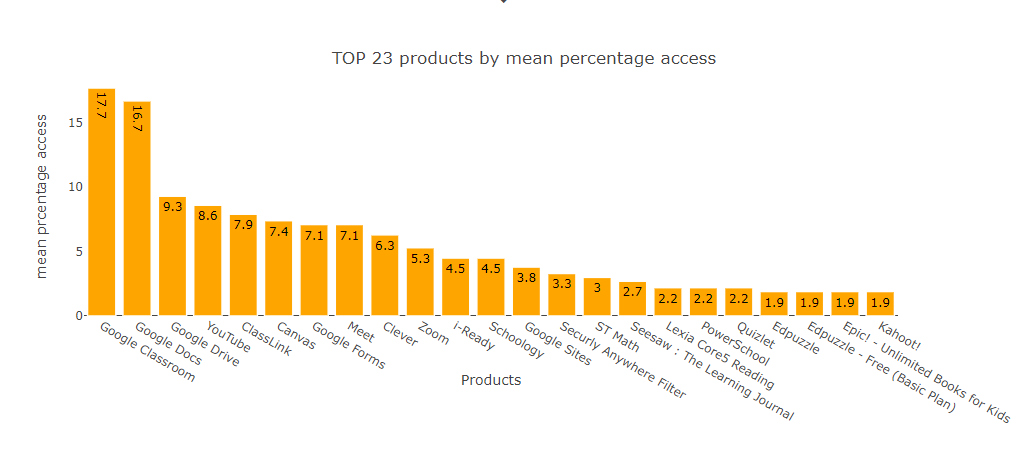 TOP 23 products by mean percentage access
mean prcentage access
15
10
5
0
17.7
16.7
9.3
8.6
7.9
7.4
7.1
7.1
6.3
5.3
4.5
4.5
3.8
3.3
3
2.7
2.2
2.2
2.2
1.9
1.9
1.9
1.9
Google Classroom
Google Docs
Google Drive
YouTube
ClassLink
Canvas
Google Forms
Meet
Clever
Zoom
i-Ready
Schoology
Google Sites
Securly Anywhere Filter
ST Math
Seesaw : The Learning Journal
Lexia Core5 Reading
PowerSchool
Quizlet
Edpuzzle
Edpuzzle - Free (Basic Plan)
Epic! - Unlimited Books for Kids
Kahoot!
Products